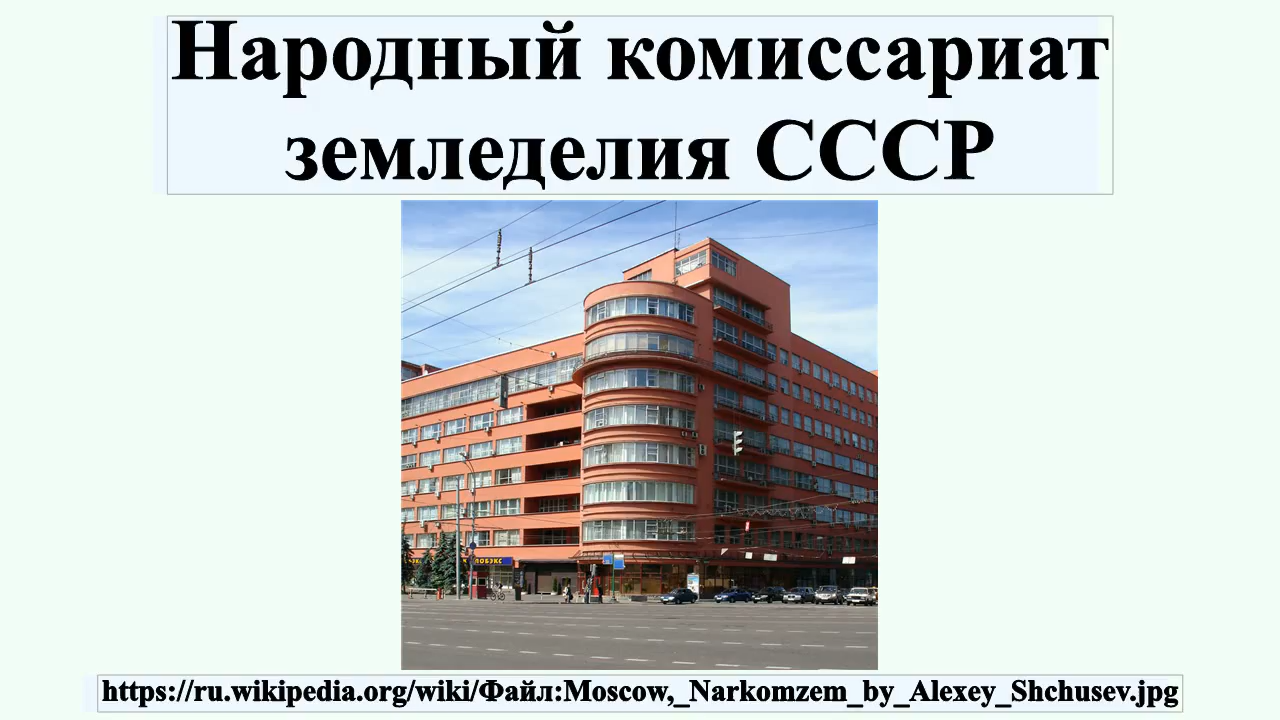 Народный комиссариат
земледелия СССР
https://ru.wikipedia.org/wiki/Файл:Moscow,_Narkomzem_by_Alexey_Shchusev.jpg